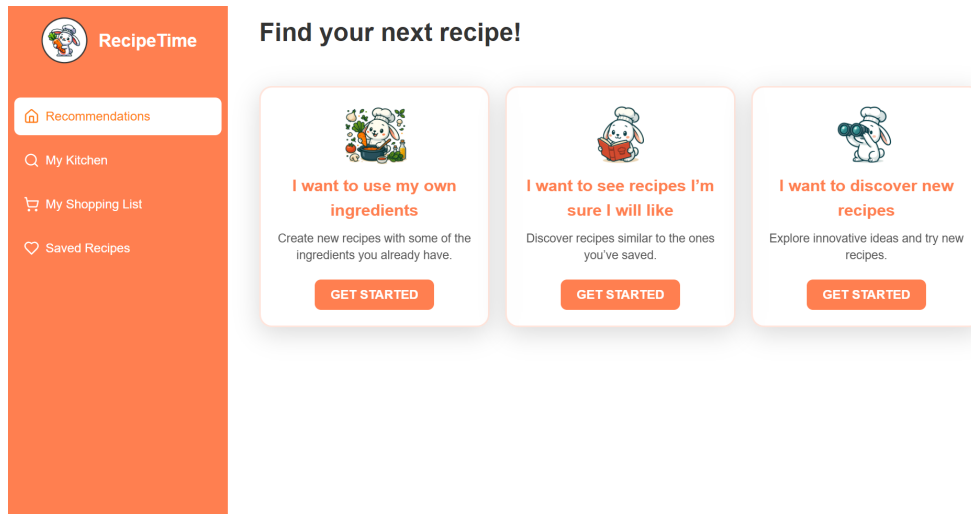 RecipeTime
Recommendations
My Kitchen
My Shopping List
Saved Recipes
Find your next recipe!
I want to use my own
ingredients
Create new recipes with some of the
ingredients you already have.
GET STARTED
I want to see recipes I’m
sure I will like
Discover recipes similar to the ones
you’ve saved.
GET STARTED
I want to discover new
recipes
Explore innovative ideas and try new
recipes.
GET STARTED